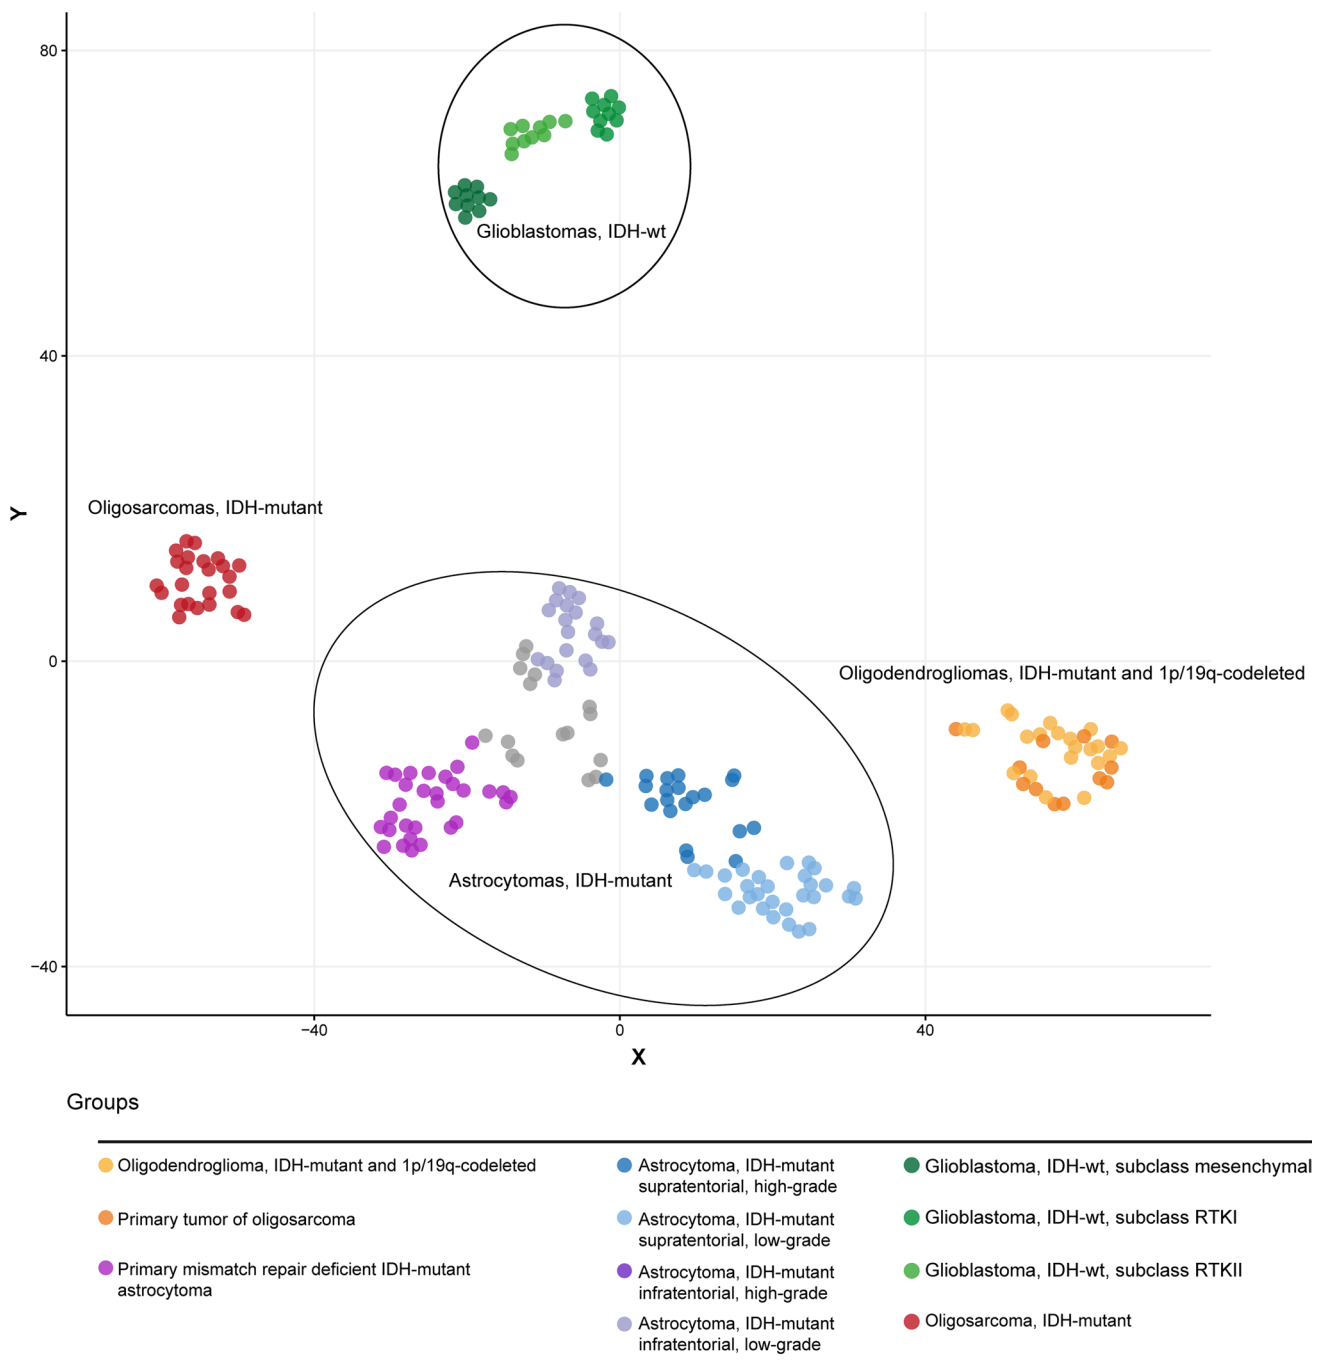 80
Glioblastomas, IDH-wt
40
Y
Oligosarcomas, IDH-mutant
0
Oligodendrogliomas, IDH-mutant and 1p/19q-codeleted
Astrocytomas, IDH-mutant
−40
−40
0
40
X
Groups
Oligodendroglioma, IDH-mutant and 1p/19q-codeleted
Primary tumor of oligosarcoma
Primary mismatch repair deficient IDH-mutant
astrocytoma
Astrocytoma, IDH-mutant
supratentorial, high-grade
Astrocytoma, IDH-mutant
supratentorial, low-grade
Astrocytoma, IDH-mutant
infratentorial, high-grade
Astrocytoma, IDH-mutant
infratentorial, low-grade
Glioblastoma, IDH-wt, subclass mesenchymal
Glioblastoma, IDH-wt, subclass RTKI
Glioblastoma, IDH-wt, subclass RTKII
Oligosarcoma, IDH-mutant